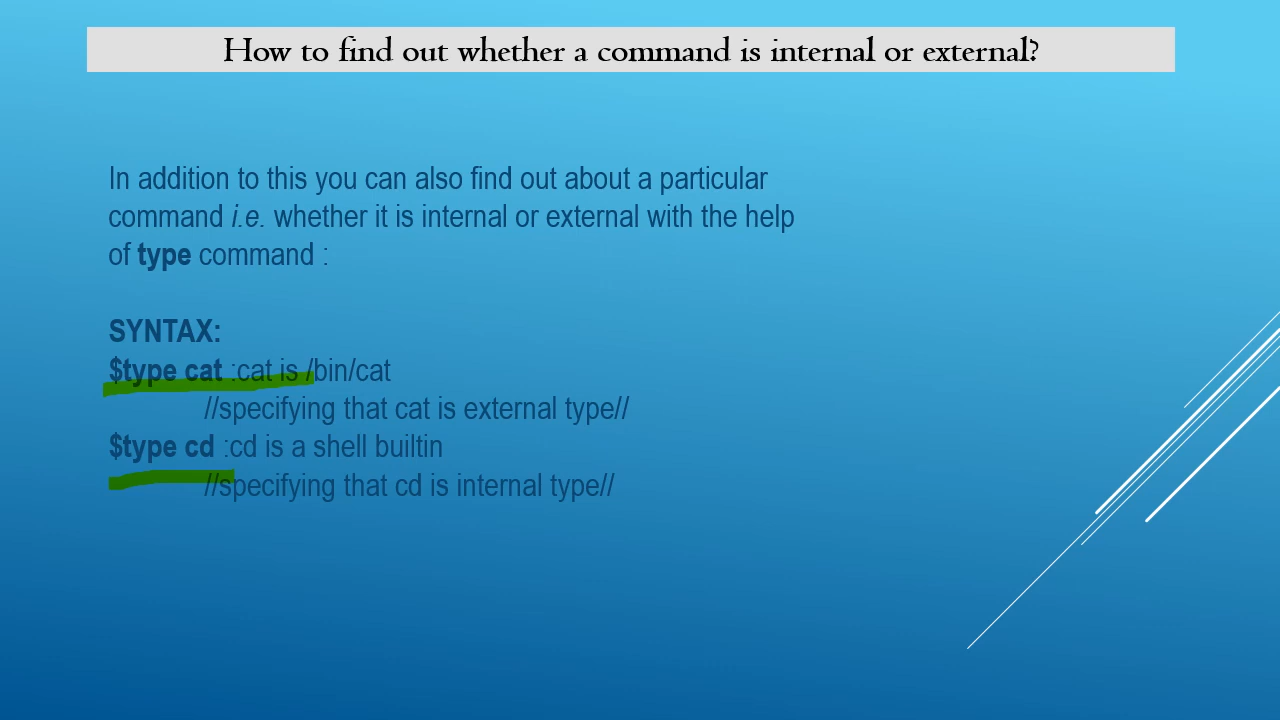 How to find out whether a command is internal or external?
In addition to this you can also find out about a particular
command i.e. whether it is internal or external with the help
of type command :
SYNTAX:
$type cat :cat is /bin/cat
//specifying that cat is external type//
$type cd :cd is a shell builtin
//specifying that cd is internal type//